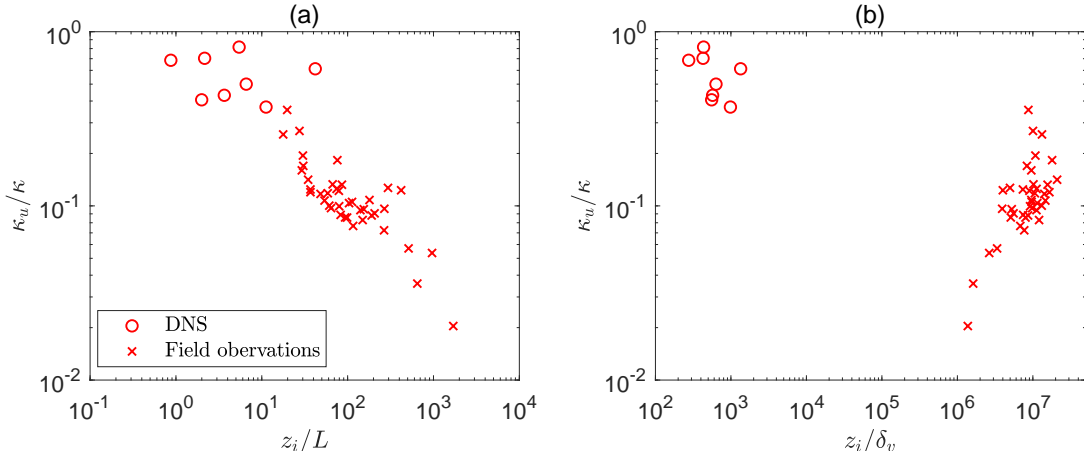 (a)
10^0
10^-1
10^-2
κ_u/κ
DNS
Field obervations
10^-1 10^0 10^1 10^2 10^3 10^4
z_i/L
(b)
10^0
10^-1
10^-2
κ_u/κ
10^2 10^3 10^4 10^5 10^6 10^7
z_i/δ_v